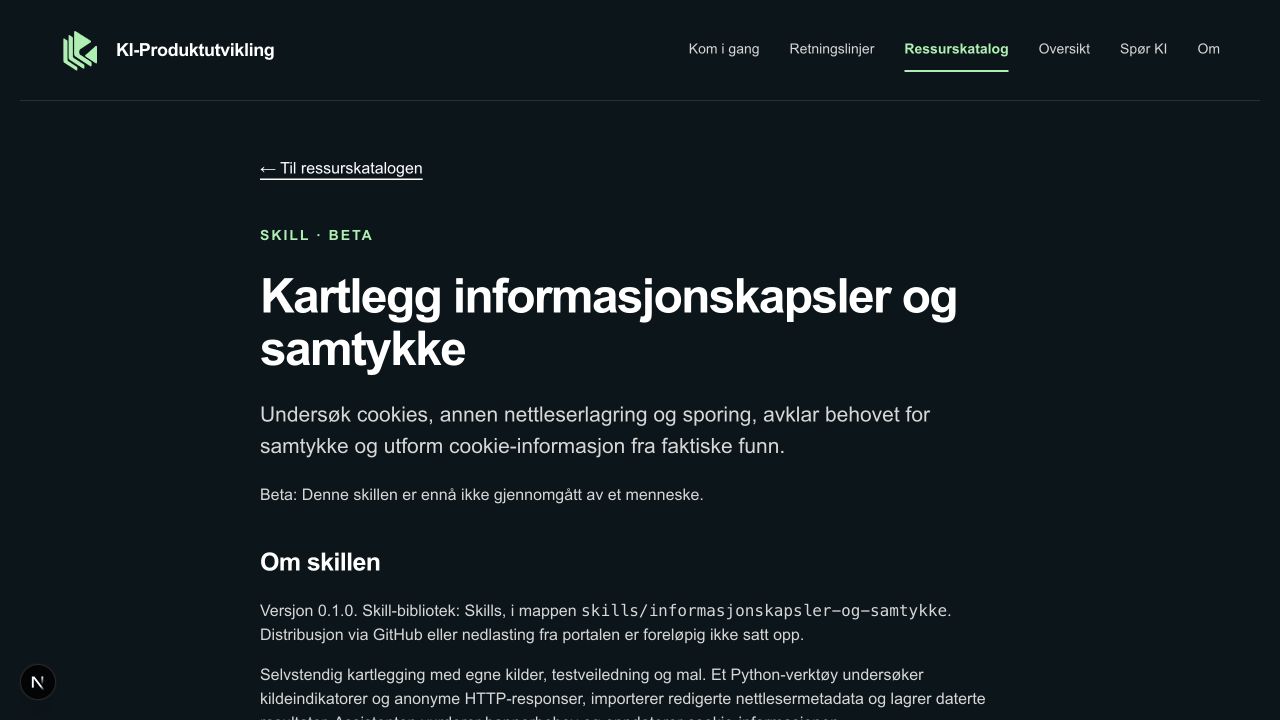 KI-Produktutvikling
Kom i gang
Retningslinjer
Ressurskatalog
Oversikt
Spør KI
Om
← Til ressurskatalogen
SKILL · BETA
Kartlegg informasjonskapsler og
samtykke
Undersøk cookies, annen nettleserlagring og sporing, avklar behovet for
samtykke og utform cookie-informasjon fra faktiske funn.
Beta: Denne skillen er ennå ikke gjennomgått av et menneske.
Om skillen
Versjon 0.1.0. Skill-bibliotek: Skills, i mappen skills/informasjonskapsler-og-samtykke.
Distribusjon via GitHub eller nedlasting fra portalen er foreløpig ikke satt opp.
Selvstendig kartlegging med egne kilder, testveiledning og mal. Et Python-verktøy undersøker
kildeindikatorer og anonyme HTTP-responser, importerer redigerte nettlesermetadata og lagrer daterte